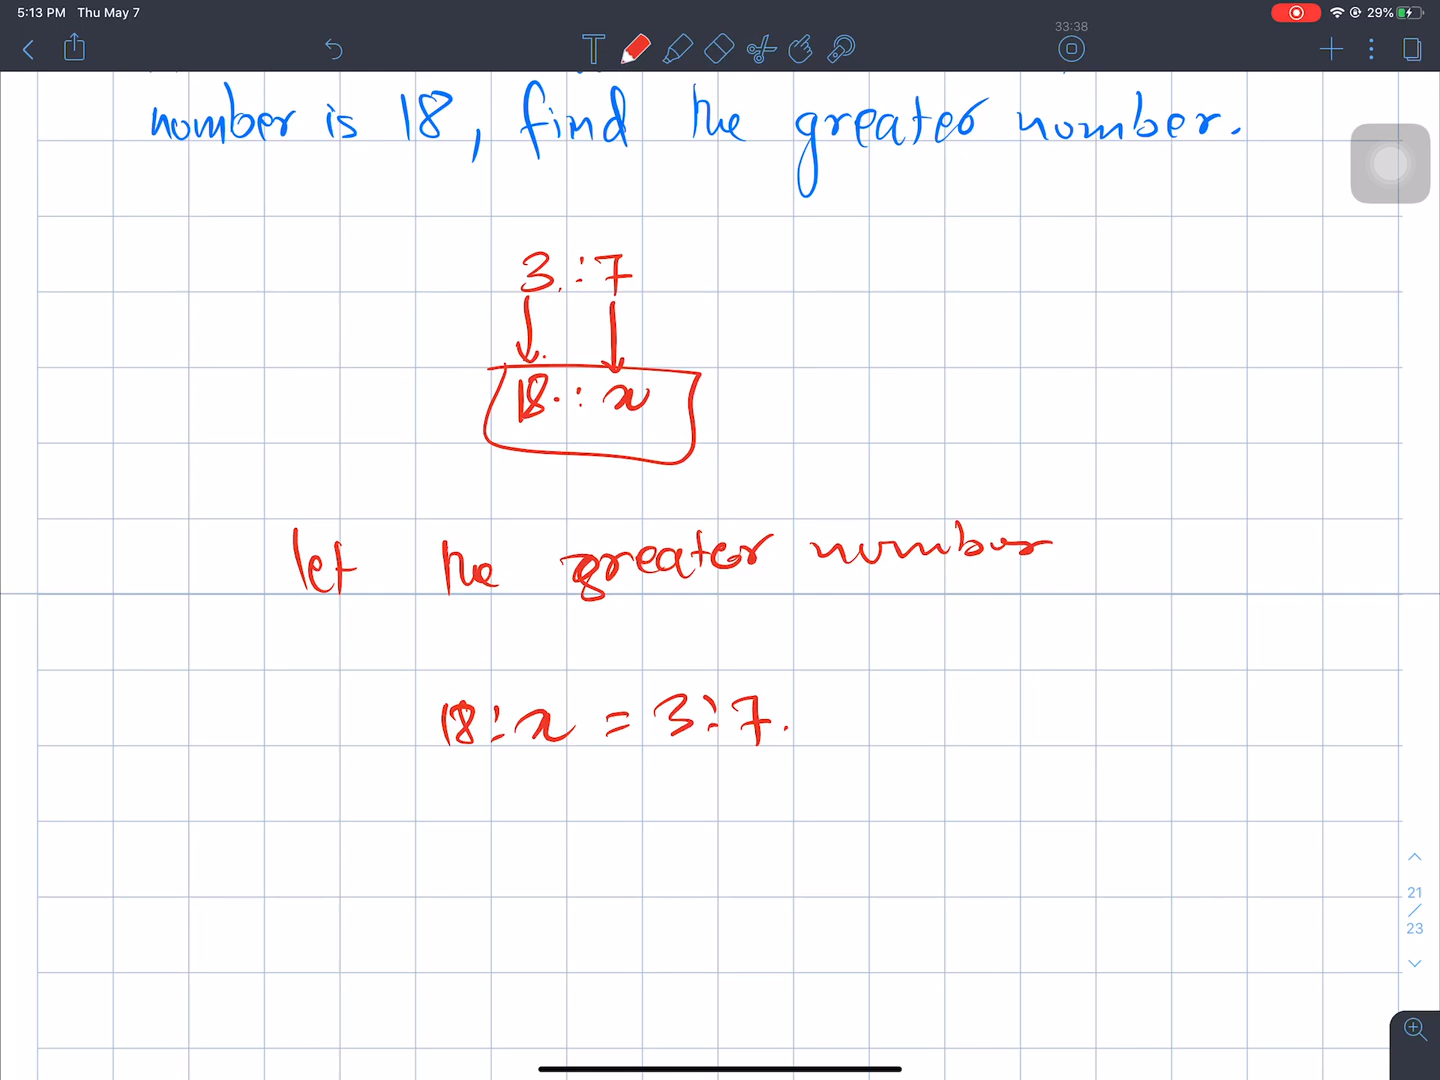 5:13 PM Thu May 7
29%
33:38
number is 18, find the greater number.
3 : 7
18 : x
let the greater number
18 : x = 3 : 7.
21
/
23